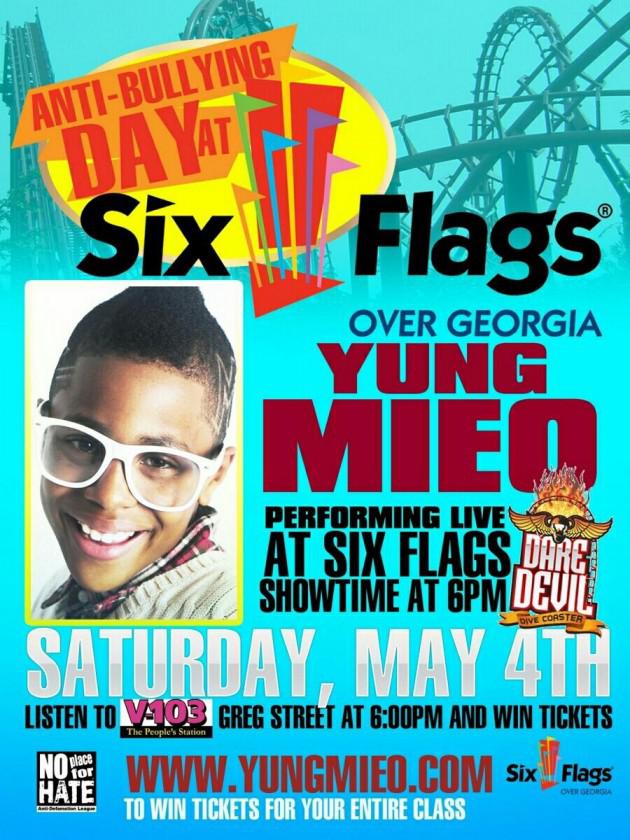 ANTI-BULLYING
DAY AT
Six Flags®
OVER GEORGIA
YUNG
MIEO
PERFORMING LIVE
AT SIX FLAGS
SHOWTIME AT 6PM
DARE
DEVIL
DIVE COASTER
SATURDAY, MAY 4TH
LISTEN TO V-103 GREG STREET AT 6:00PM AND WIN TICKETS
The People's Station
NO place
for
HATE
Anti-Defamation League
WWW.YUNGMIEO.COM
TO WIN TICKETS FOR YOUR ENTIRE CLASS
Six Flags
OVER GEORGIA